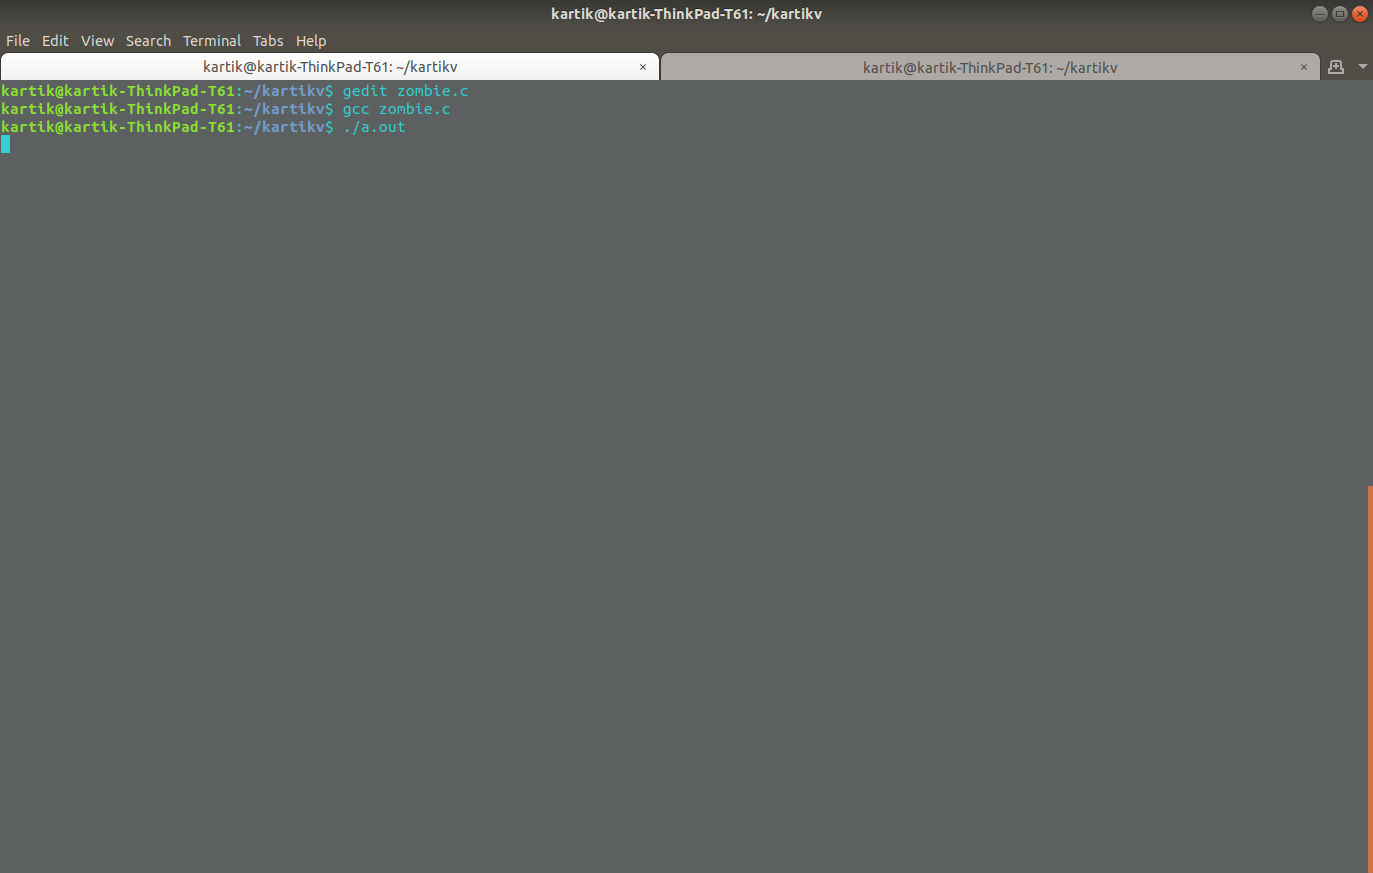 kartik@kartik-ThinkPad-T61: ~/kartikv
File Edit View Search Terminal Tabs Help
kartik@kartik-ThinkPad-T61: ~/kartikv × kartik@kartik-ThinkPad-T61: ~/kartikv ×
kartik@kartik-ThinkPad-T61:~/kartikv$ gedit zombie.c
kartik@kartik-ThinkPad-T61:~/kartikv$ gcc zombie.c
kartik@kartik-ThinkPad-T61:~/kartikv$ ./a.out